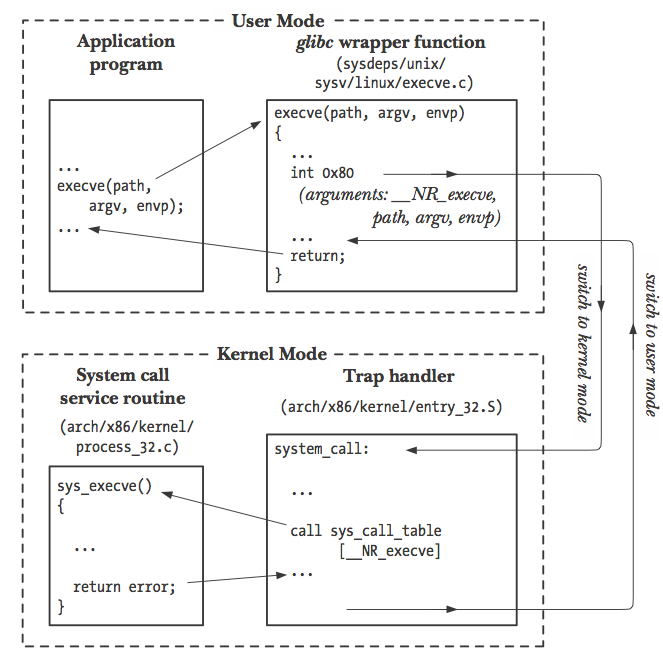 User Mode
Application
program
glibc wrapper function
(sysdeps/unix/
sysv/linux/execve.c)
...
execve(path,
argv, envp);
...
execve(path, argv, envp)
{
...
int 0x80
(arguments: __NR_execve,
path, argv, envp)
...
return;
}
switch to kernel mode
switch to user mode
Kernel Mode
System call
service routine
(arch/x86/kernel/
process_32.c)
Trap handler
(arch/x86/kernel/entry_32.S)
sys_execve()
{
...
return error;
}
system_call:
...
call sys_call_table
[__NR_execve]
...